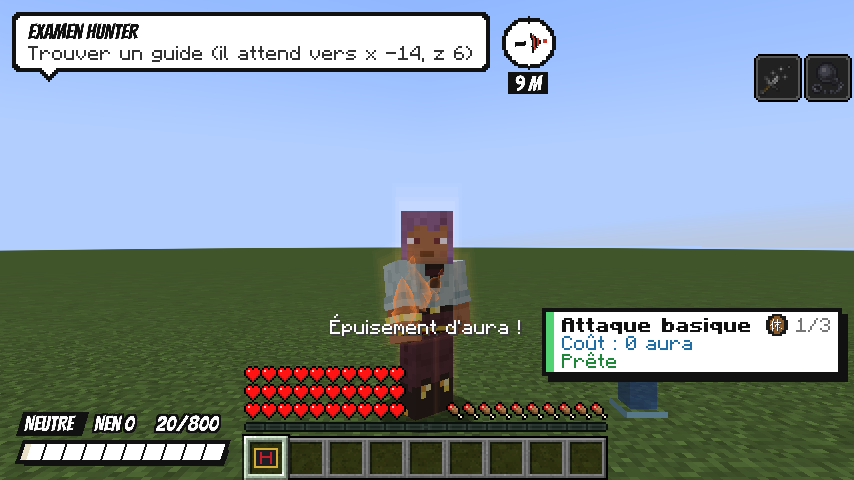 EXAMEN HUNTER
Trouver un guide (il attend vers x -14, z 6)
9 M
Épuisement d'aura !
Attaque basique 休 1/3
Coût : 0 aura
Prête
NEUTRE NEN 0 20/800
H